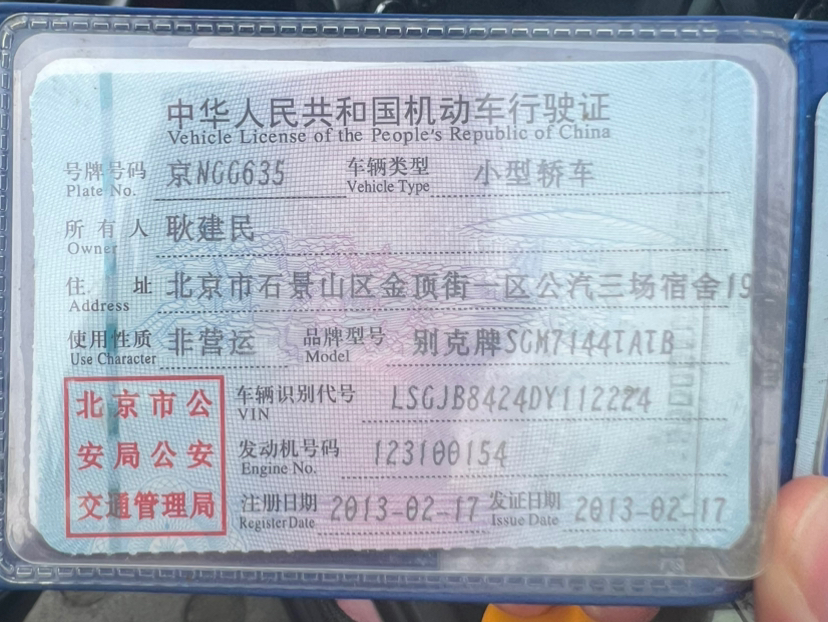 中华人民共和国机动车行驶证
Vehicle License of the People's Republic of China
号牌号码 京NGG635 车辆类型 小型轿车
Plate No. Vehicle Type
所有人 耿建民
Owner
住址 北京市石景山区金顶街一区公汽三场宿舍19
Address
使用性质 非营运 品牌型号 别克牌SGM7144TATB
Use Character Model
北京市公安局公安交通管理局
车辆识别代号 LSGJB8424DY112224
VIN
发动机号码 123100154
Engine No.
注册日期 2013-02-17 发证日期 2013-02-17
Register Date Issue Date